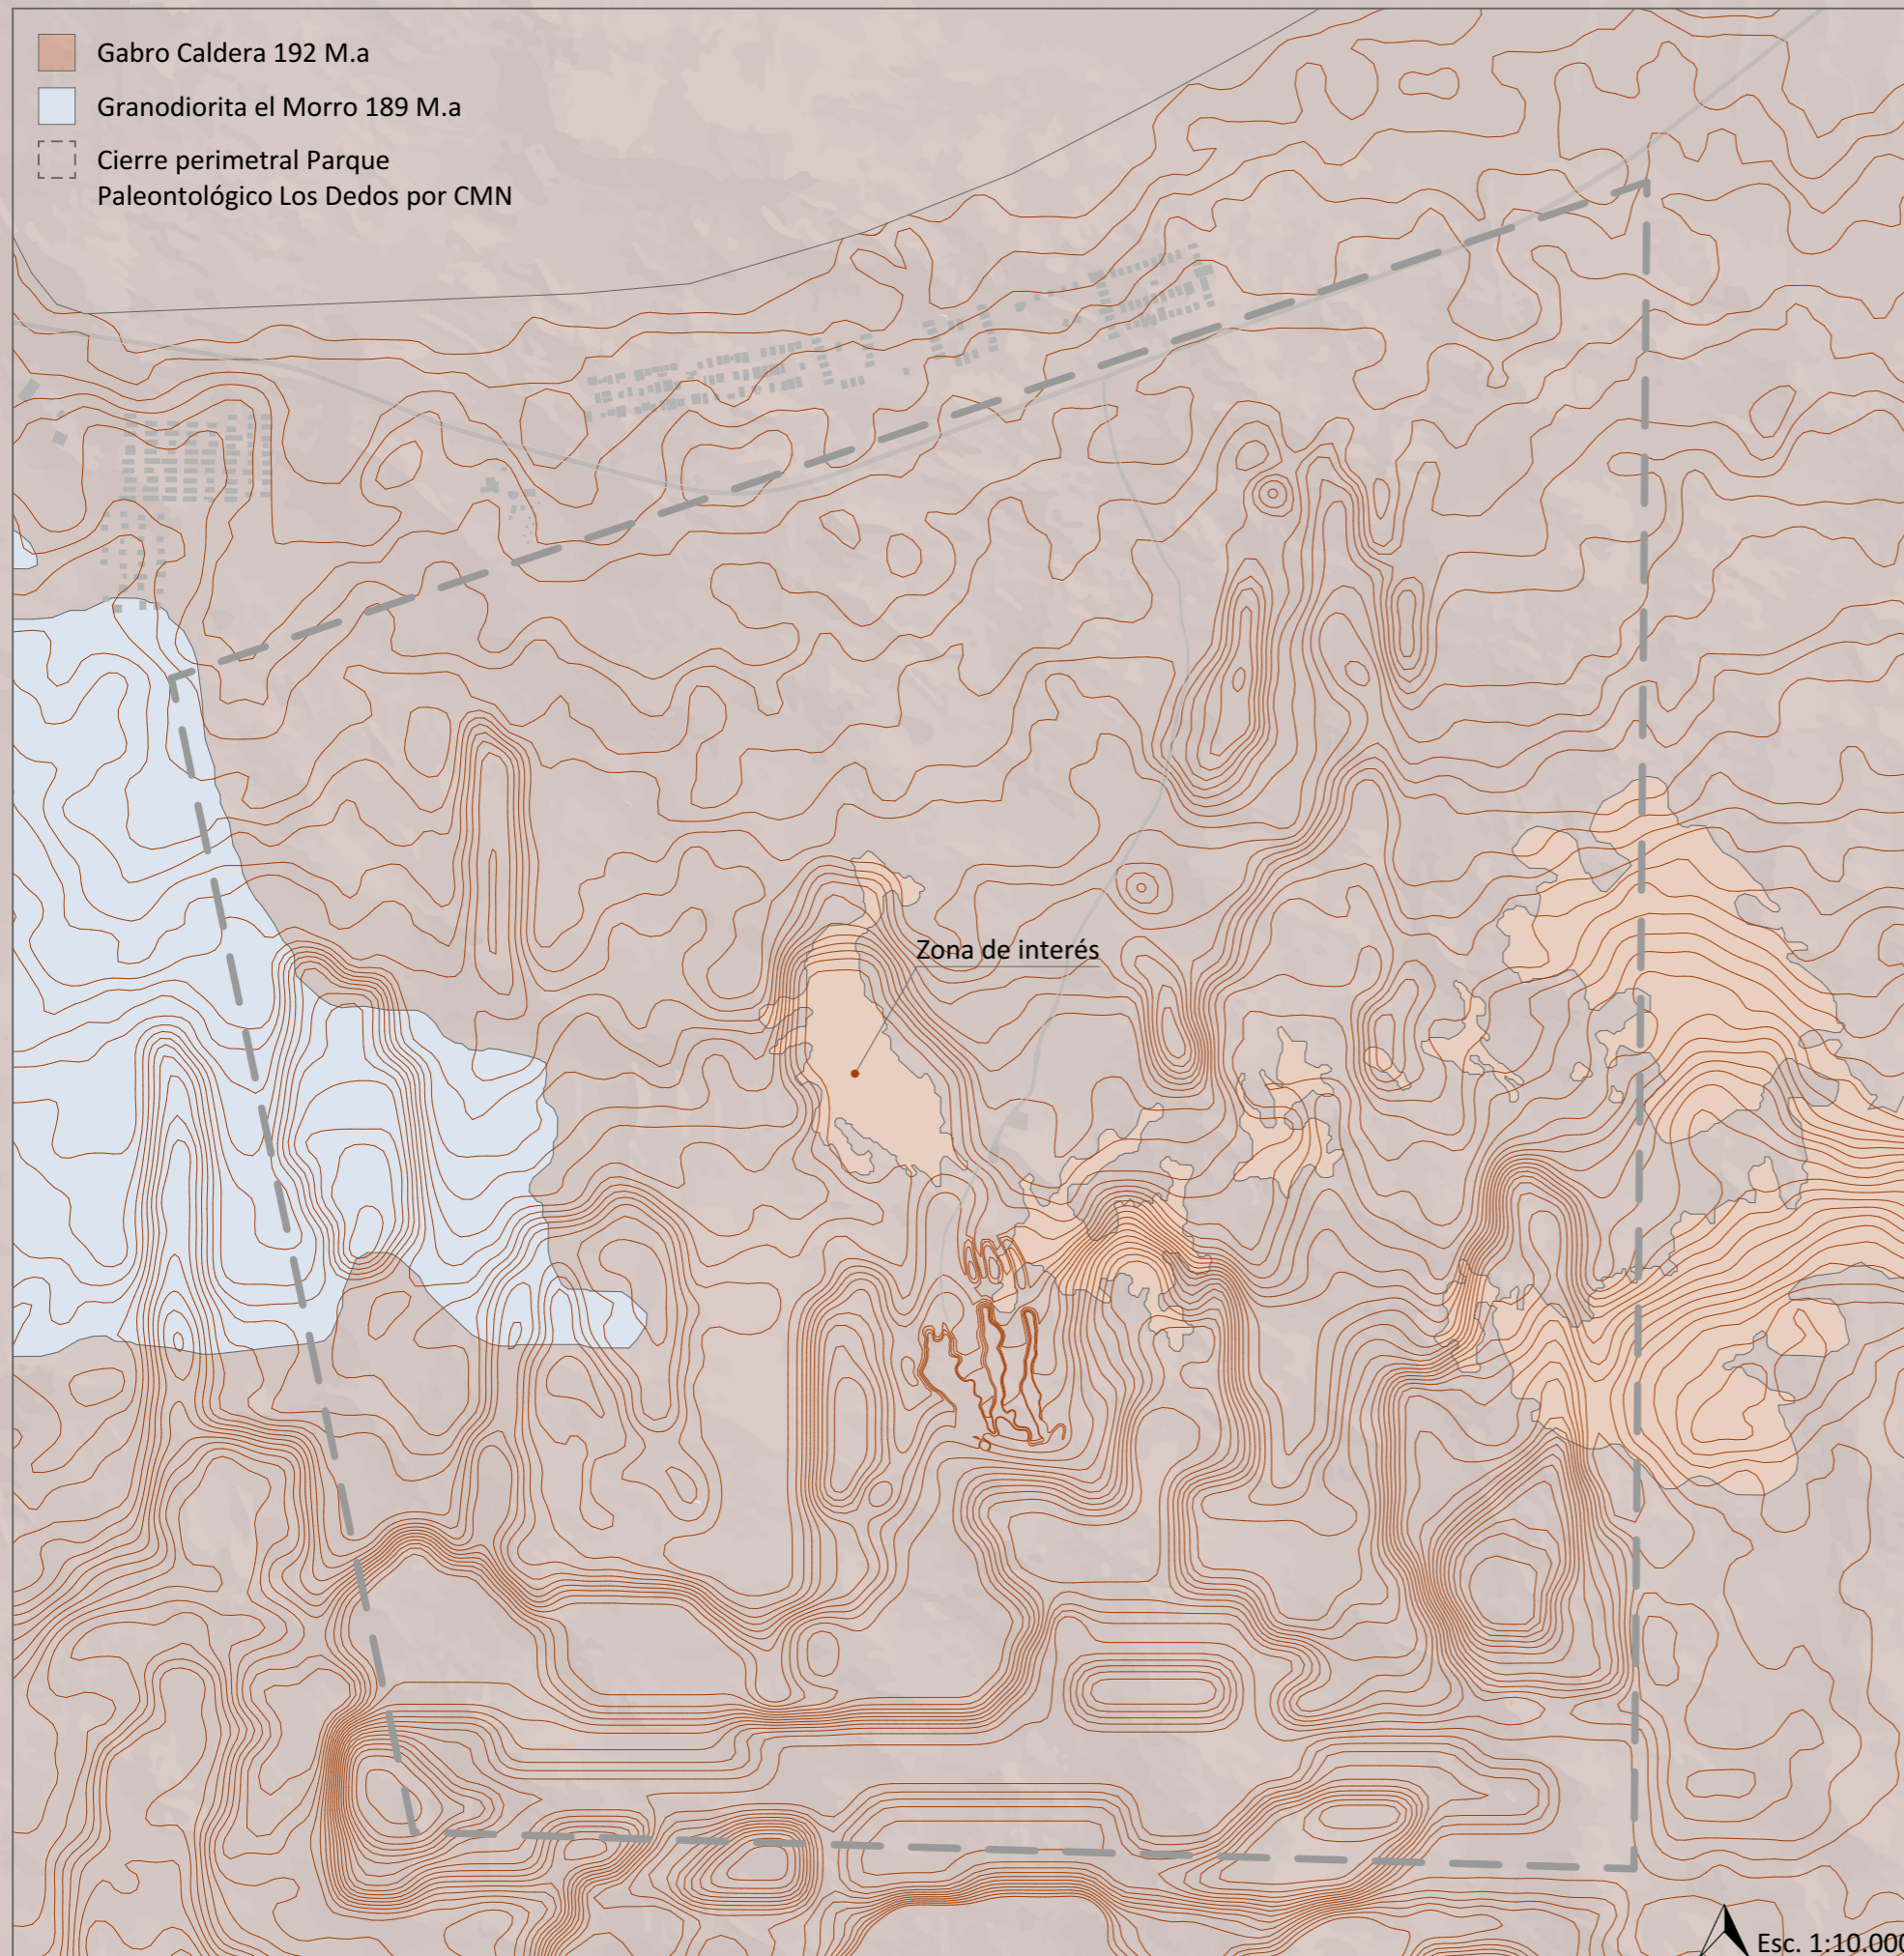 Gabro Caldera 192 M.a
Granodiorita el Morro 189 M.a
Cierre perimetral Parque
Paleontológico Los Dedos por CMN
Zona de interés
Esc. 1:10.000